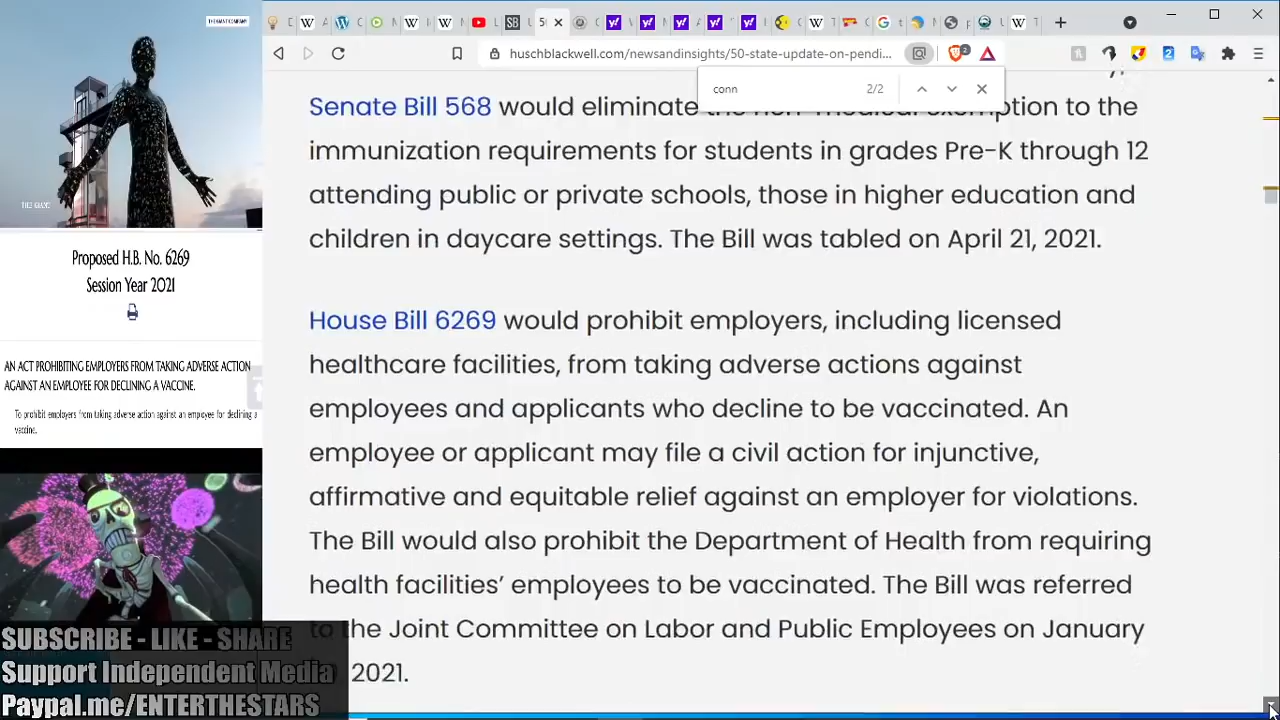 huschblackwell.com/newsandinsights/50-state-update-on-pendi...
conn
2/2
Senate Bill 568 would eliminate the non-medical exemption to the
immunization requirements for students in grades Pre-K through 12
attending public or private schools, those in higher education and
children in daycare settings. The Bill was tabled on April 21, 2021.
House Bill 6269 would prohibit employers, including licensed
healthcare facilities, from taking adverse actions against
employees and applicants who decline to be vaccinated. An
employee or applicant may file a civil action for injunctive,
affirmative and equitable relief against an employer for violations.
The Bill would also prohibit the Department of Health from requiring
health facilities' employees to be vaccinated. The Bill was referred
to the Joint Committee on Labor and Public Employees on January
2021.
THE GIANT COMPANY
THE GIANT
Proposed H.B. No. 6269
Session Year 2021
AN ACT PROHIBITING EMPLOYERS FROM TAKING ADVERSE ACTION
AGAINST AN EMPLOYEE FOR DECLINING A VACCINE.
To prohibit employers from taking adverse action against an employee for declining a
vaccine.
SUBSCRIBE - LIKE - SHARE
Support Independent Media
Paypal.me/ENTERTHESTARS